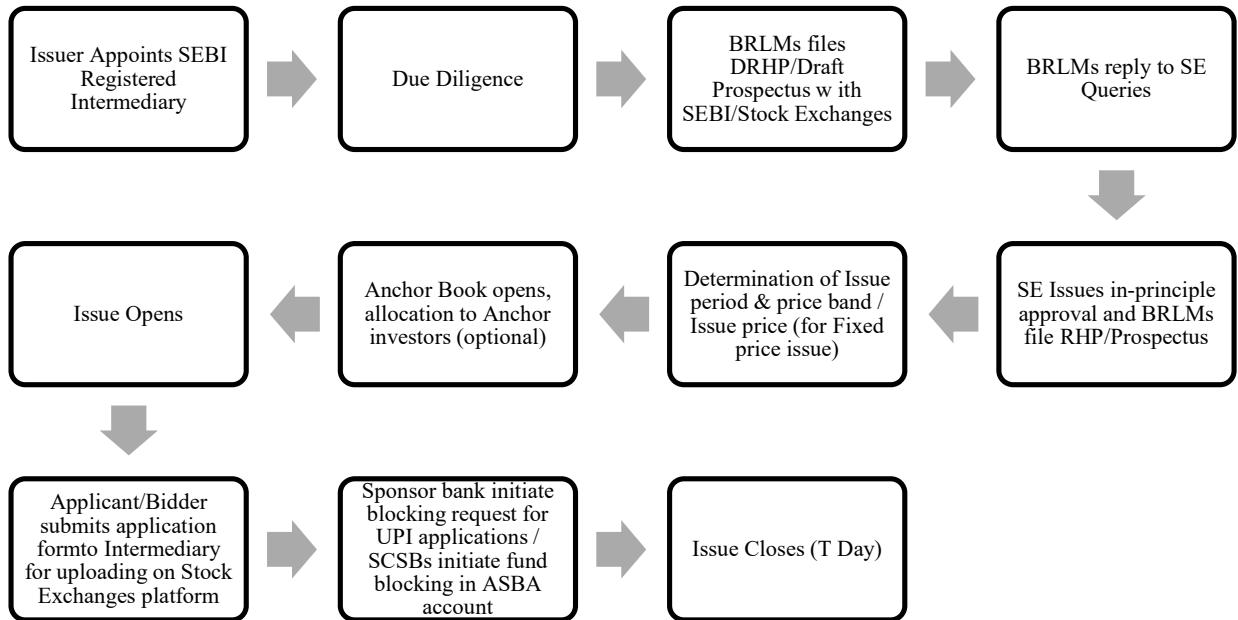 Issuer Appoints SEBI
Registered
Intermediary
Due Diligence
BRLMs files
DRHP/Draft
Prospectus w ith
SEBI/Stock Exchanges
BRLMs reply to SE
Queries
SE Issues in-principle
approval and BRLMs
file RHP/Prospectus
Determination of Issue
period & price band /
Issue price (for Fixed
price issue)
Anchor Book opens,
allocation to Anchor
investors (optional)
Issue Opens
Applicant/Bidder
submits application
formto Intermediary
for uploading on Stock
Exchanges platform
Sponsor bank initiate
blocking request for
UPI applications /
SCSBs initiate fund
blocking in ASBA
account
Issue Closes (T Day)